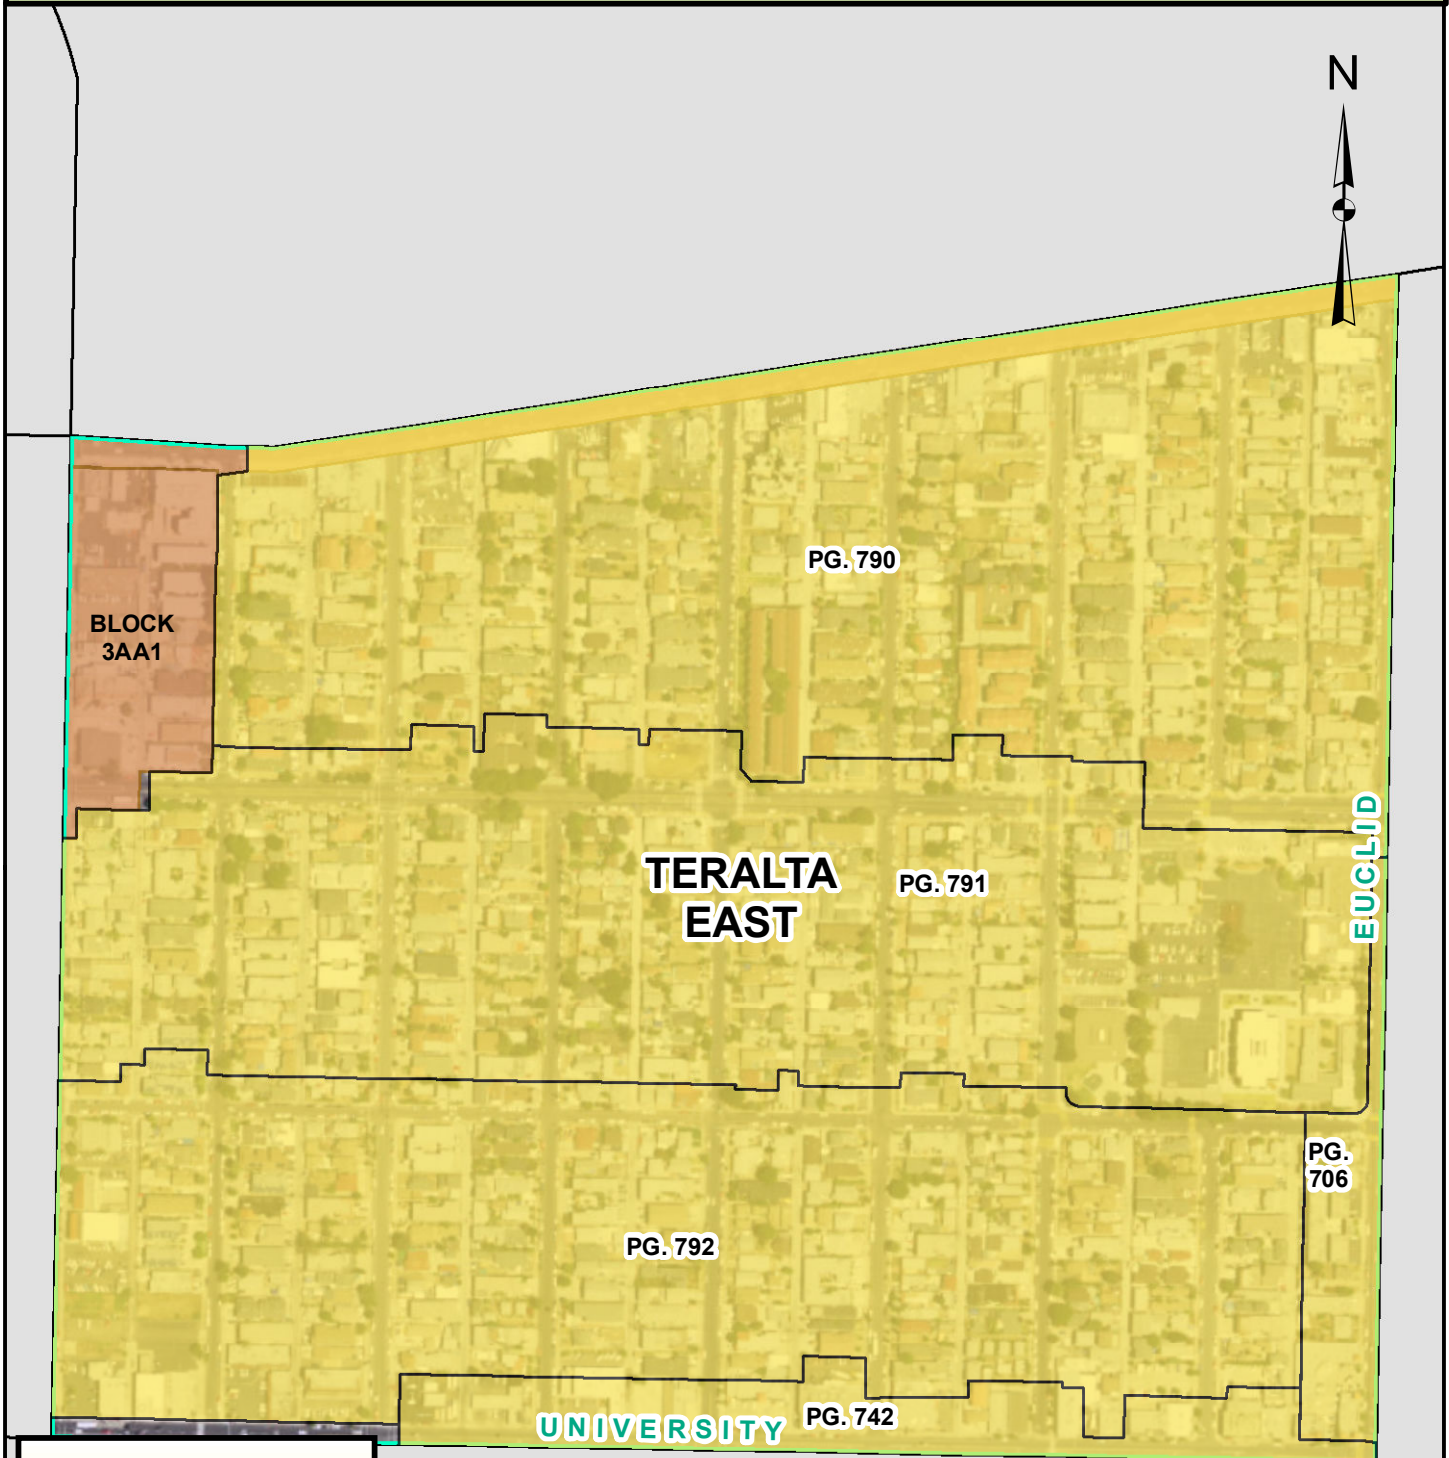 N
PG. 790
BLOCK
3AA1
EUCLID
TERALTA
EAST
PG. 791
PG.
706
PG. 792
PG. 742
UNIVERSITY